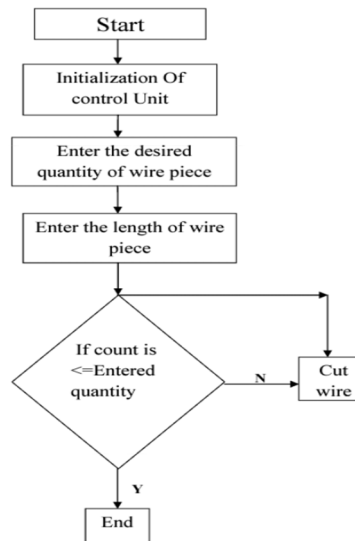 Start
Initialization Of
control Unit
Enter the desired
quantity of wire piece
Enter the length of wire
piece
If count is
<=Entered
quantity
N
Cut
wire
Y
End